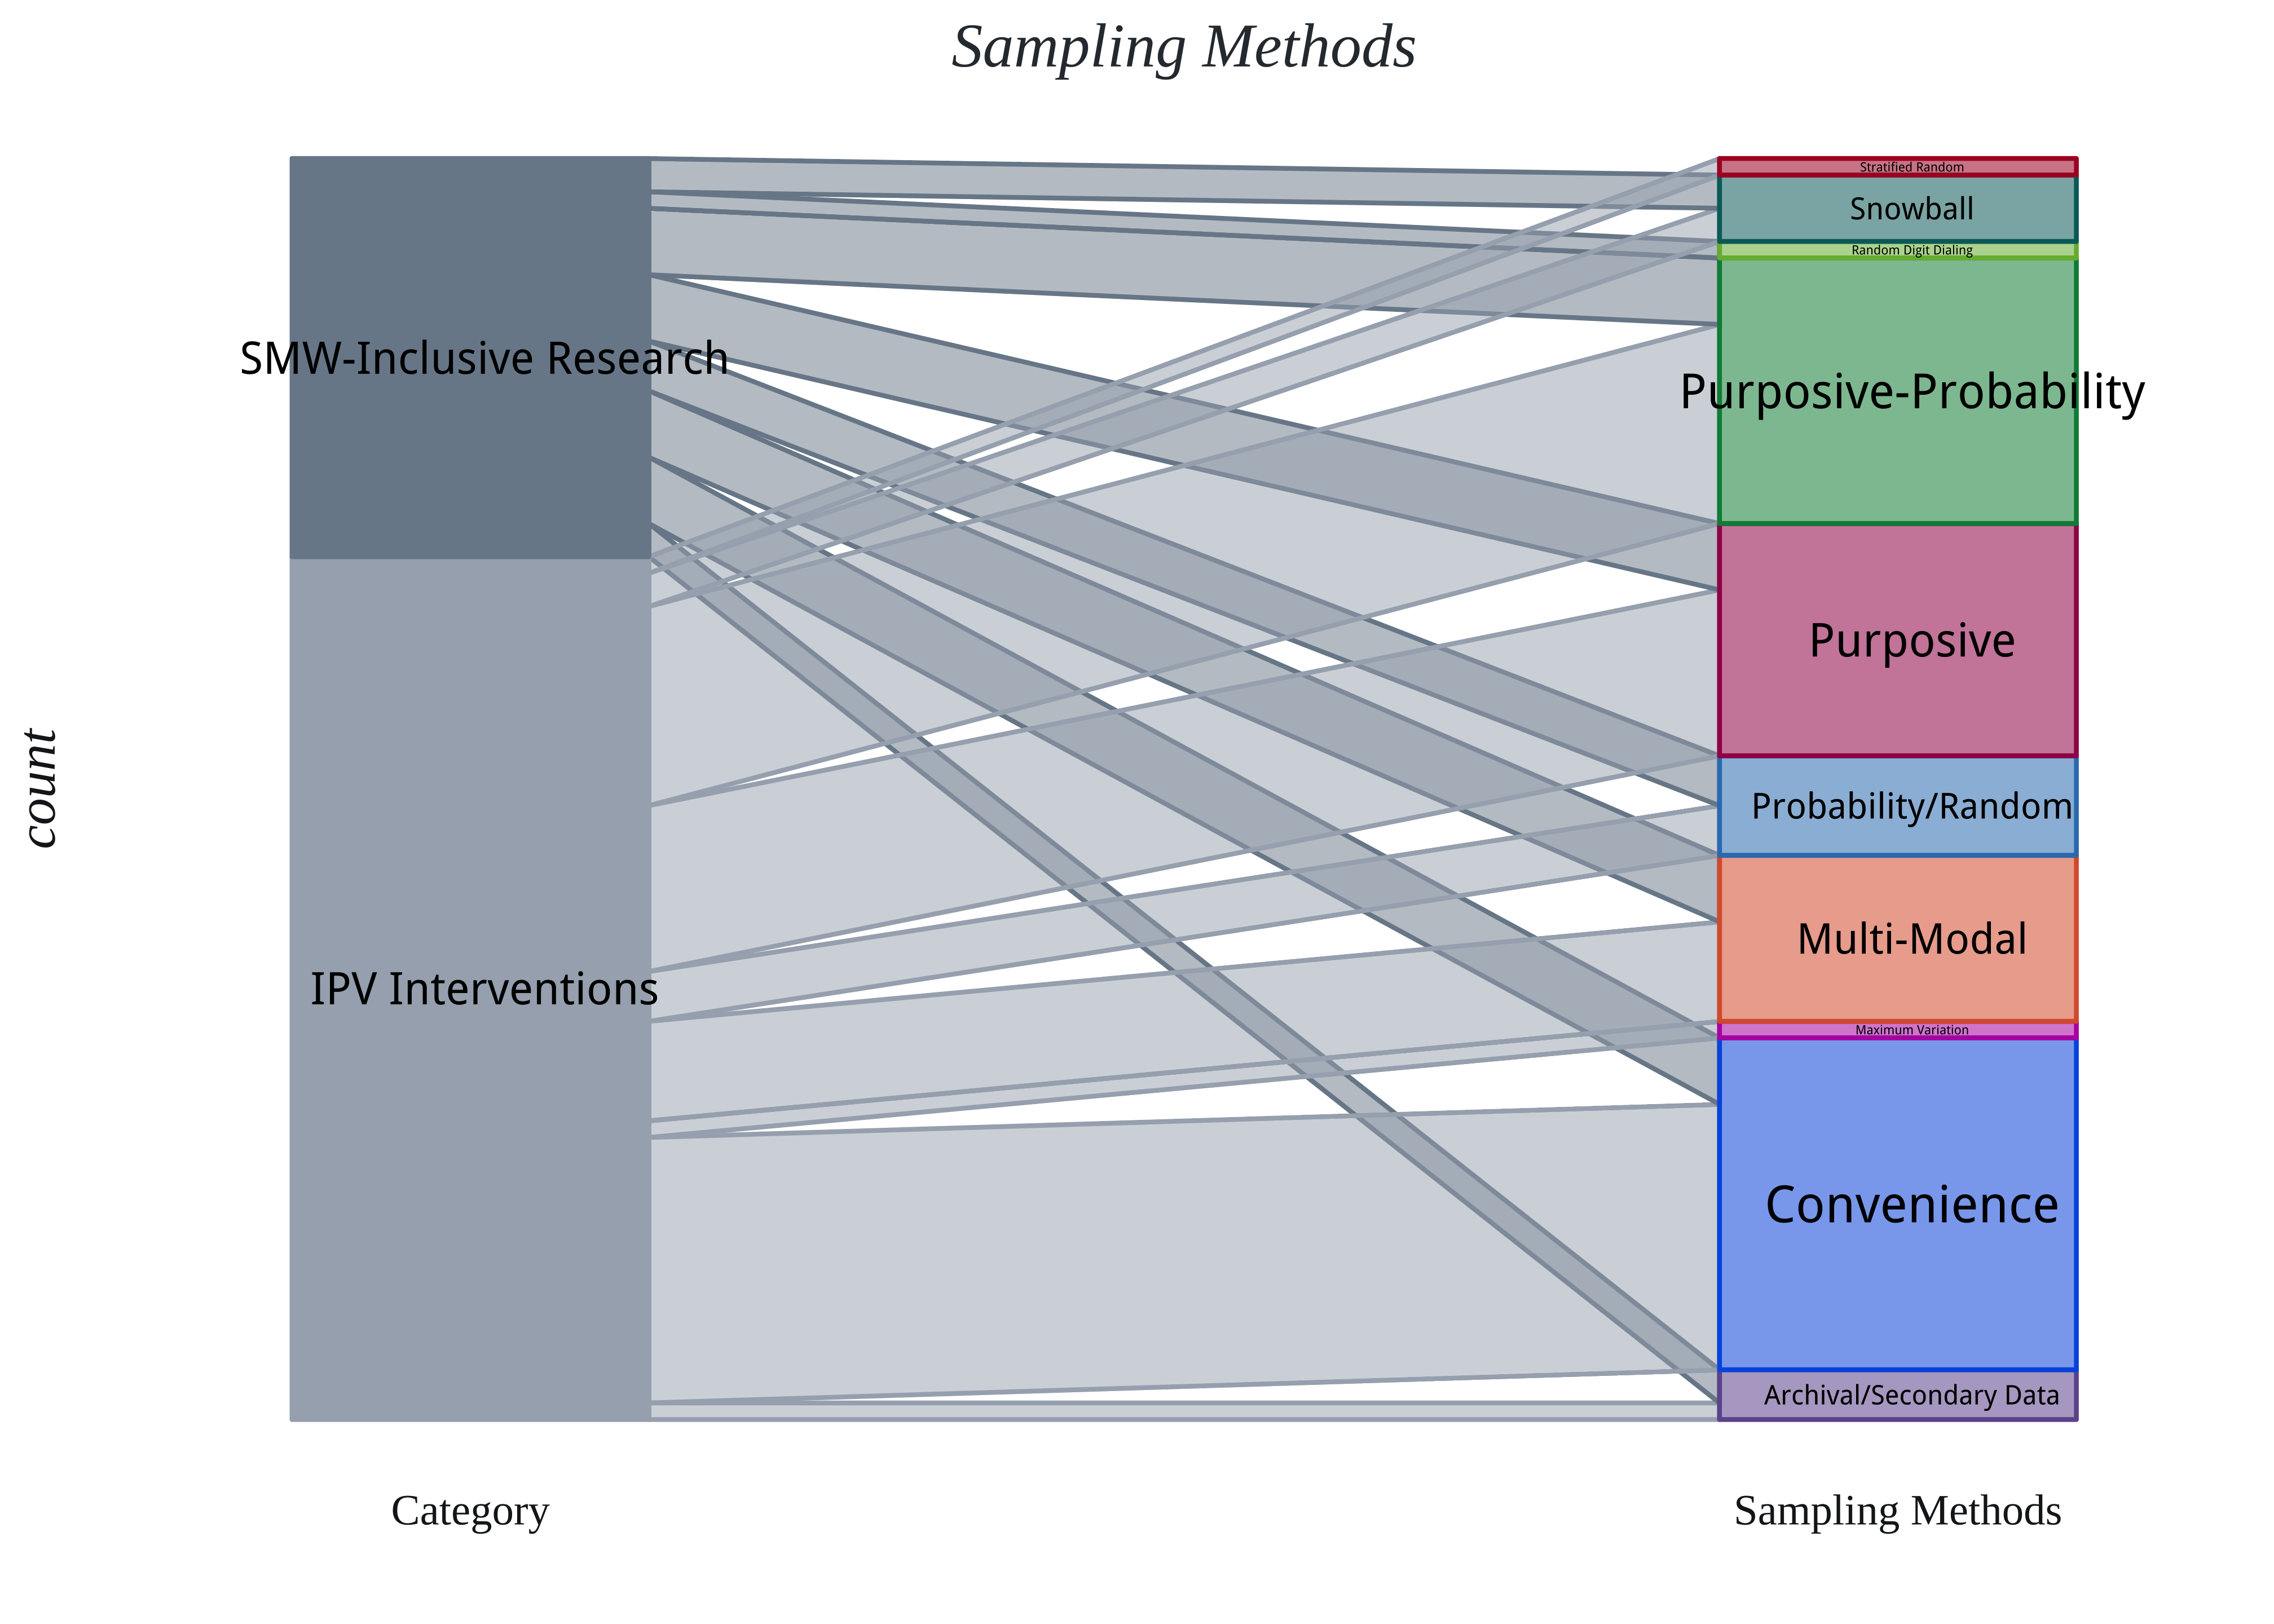 Sampling Methods
Stratified Random
Snowball
Random Digit Dialing
SMW-Inclusive Research
Purposive-Probability
Purposive
count
Probability/Random
Multi-Modal
IPV Interventions
Maximum Variation
Convenience
Archival/Secondary Data
Category
Sampling Methods